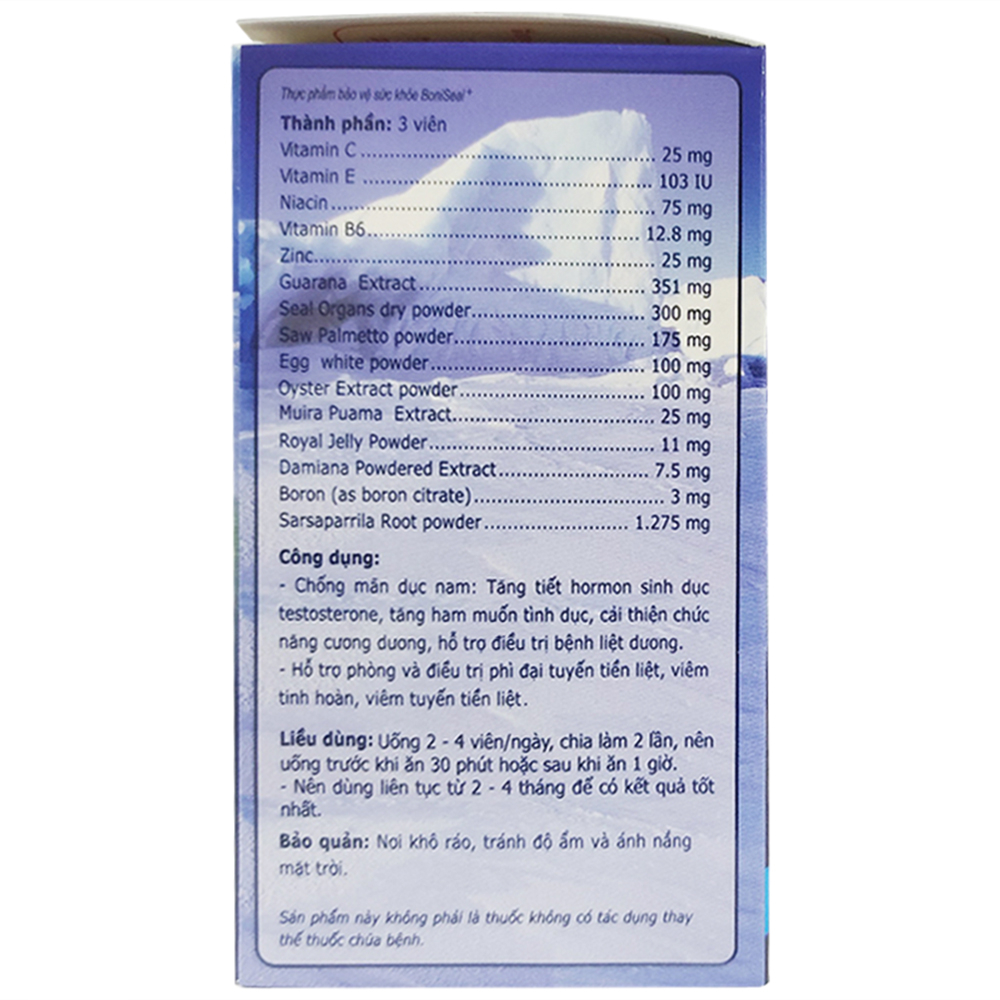 Thực phẩm bảo vệ sức khỏe BoniSeal⁺
Thành phần: 3 viên
Vitamin C ........................................ 25 mg
Vitamin E ........................................ 103 IU
Niacin ........................................ 75 mg
Vitamin B6 ........................................ 12.8 mg
Zinc ........................................ 25 mg
Guarana Extract .............................. 351 mg
Seal Organs dry powder .............................. 300 mg
Saw Palmetto powder .............................. 175 mg
Egg white powder .............................. 100 mg
Oyster Extract powder .............................. 100 mg
Muira Puama Extract .............................. 25 mg
Royal Jelly Powder .............................. 11 mg
Damiana Powdered Extract ...................... 7.5 mg
Boron (as boron citrate) .......................... 3 mg
Sarsaparrila Root powder ...................... 1.275 mg
Công dụng:
- Chống mãn dục nam: Tăng tiết hormon sinh dục
testosterone, tăng ham muốn tình dục, cải thiện chức
năng cương dương, hỗ trợ điều trị bệnh liệt dương.
- Hỗ trợ phòng và điều trị phì đại tuyến tiền liệt, viêm
tinh hoàn, viêm tuyến tiền liệt.
Liều dùng: Uống 2 - 4 viên/ngày, chia làm 2 lần, nên
uống trước khi ăn 30 phút hoặc sau khi ăn 1 giờ.
- Nên dùng liên tục từ 2 - 4 tháng để có kết quả tốt
nhất.
Bảo quản: Nơi khô ráo, tránh độ ẩm và ánh nắng
mặt trời.
Sản phẩm này không phải là thuốc không có tác dụng thay
thế thuốc chữa bệnh.